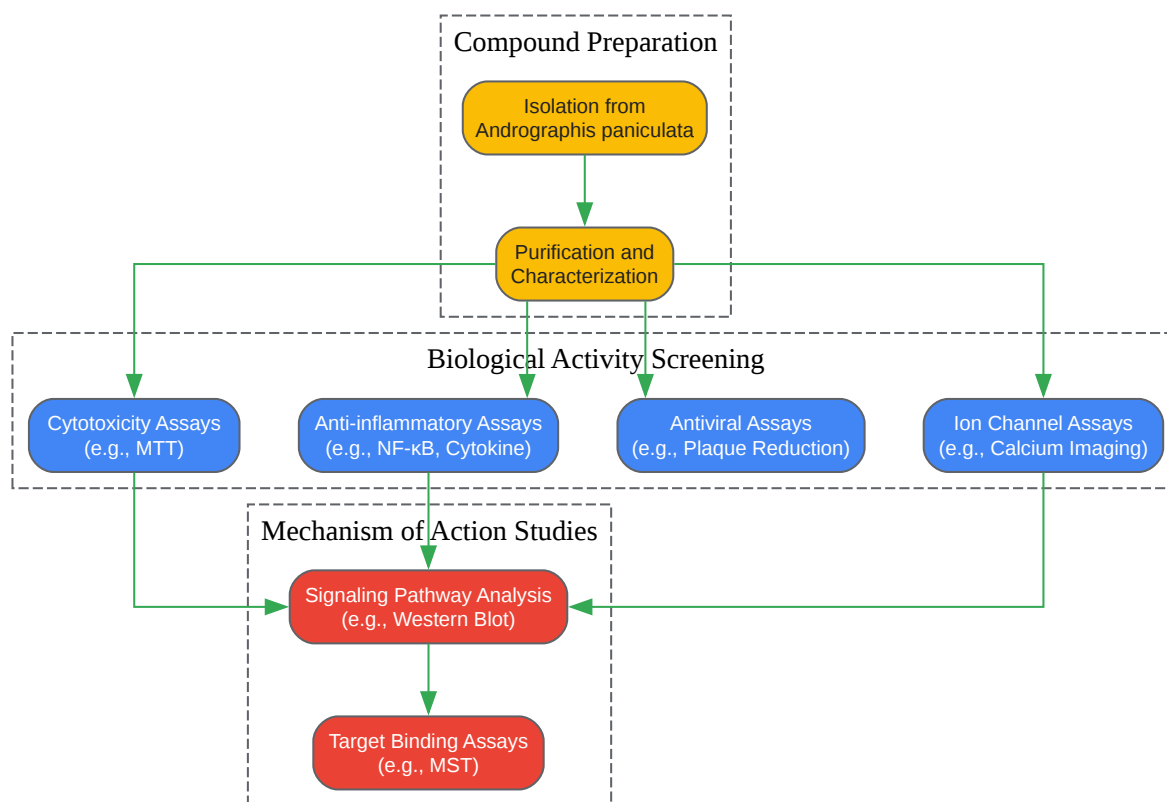 Compound Preparation
Isolation from
Andrographis paniculata
Purification and
Characterization
Biological Activity Screening
Cytotoxicity Assays
(e.g., MTT)
Anti-inflammatory Assays
(e.g., NF-κB, Cytokine)
Antiviral Assays
(e.g., Plaque Reduction)
Ion Channel Assays
(e.g., Calcium Imaging)
Mechanism of Action Studies
Signaling Pathway Analysis
(e.g., Western Blot)
Target Binding Assays
(e.g., MST)